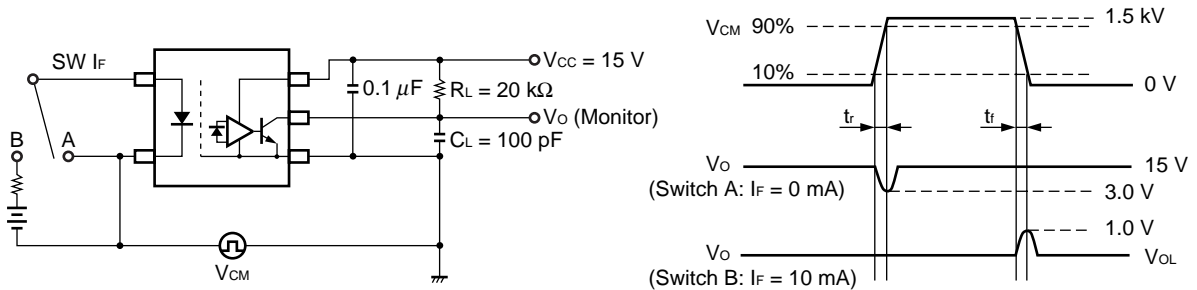 SW IF
B
A
VCC = 15 V
0.1 μF
RL = 20 kΩ
VO (Monitor)
CL = 100 pF
VCM
VCM 90%
10%
1.5 kV
0 V
tr
tf
VO
(Switch A: IF = 0 mA)
15 V
3.0 V
1.0 V
VO
(Switch B: IF = 10 mA)
VOL